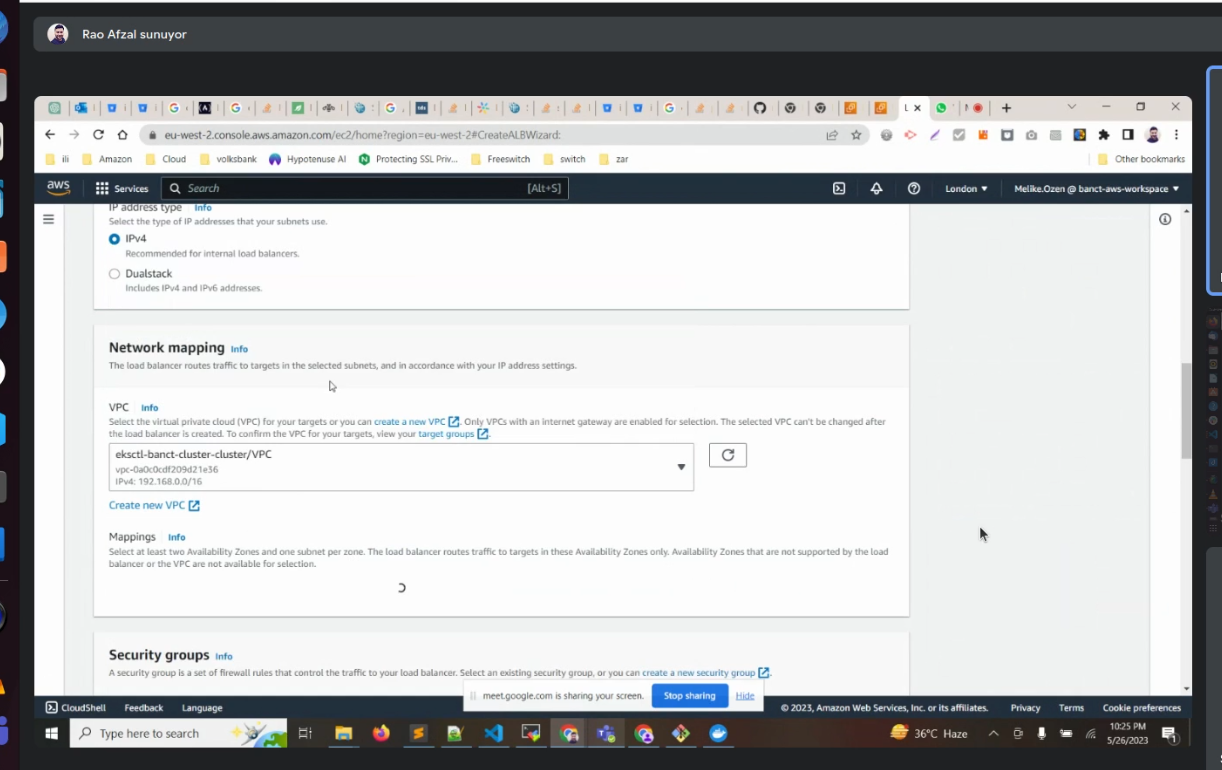 Rao Afzal sunuyor
eu-west-2.console.aws.amazon.com/ec2/home?region=eu-west-2#CreateALBWizard:
ili Amazon Cloud volksbank Hypotenuse AI Protecting SSL Priv... Freeswitch switch zar Other bookmarks
aws Services Search [Alt+S] London Melike.Ozen @ banct-aws-workspace
IP address type Info
Select the type of IP addresses that your subnets use.
IPv4
Recommended for internal load balancers.
Dualstack
Includes IPv4 and IPv6 addresses.
Network mapping Info
The load balancer routes traffic to targets in the selected subnets, and in accordance with your IP address settings.
VPC Info
Select the virtual private cloud (VPC) for your targets or you can create a new VPC. Only VPCs with an internet gateway are enabled for selection. The selected VPC can't be changed after
the load balancer is created. To confirm the VPC for your targets, view your target groups.
eksctl-banct-cluster-cluster/VPC
vpc-0a0c0cdf209d21e36
IPv4: 192.168.0.0/16
Create new VPC
Mappings Info
Select at least two Availability Zones and one subnet per zone. The load balancer routes traffic to targets in these Availability Zones only. Availability Zones that are not supported by the load
balancer or the VPC are not available for selection.
Security groups Info
A security group is a set of firewall rules that control the traffic to your load balancer. Select an existing security group, or you can create a new security group.
meet.google.com is sharing your screen. Stop sharing Hide
CloudShell Feedback Language © 2023, Amazon Web Services, Inc. or its affiliates. Privacy Terms Cookie preferences
Type here to search 36°C Haze 10:25 PM
5/26/2023